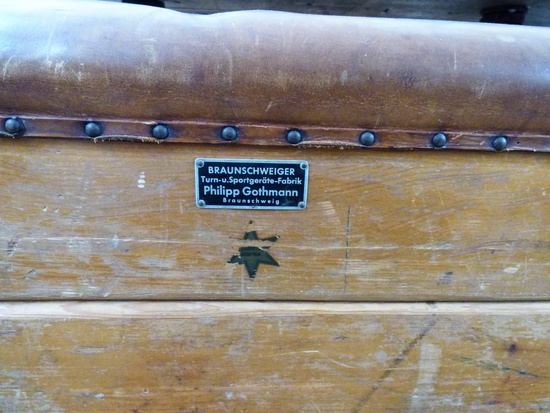 BRAUNSCHWEIGER
Turn-u.Sportgeräte-Fabrik
Philipp Gothmann
Braunschweig